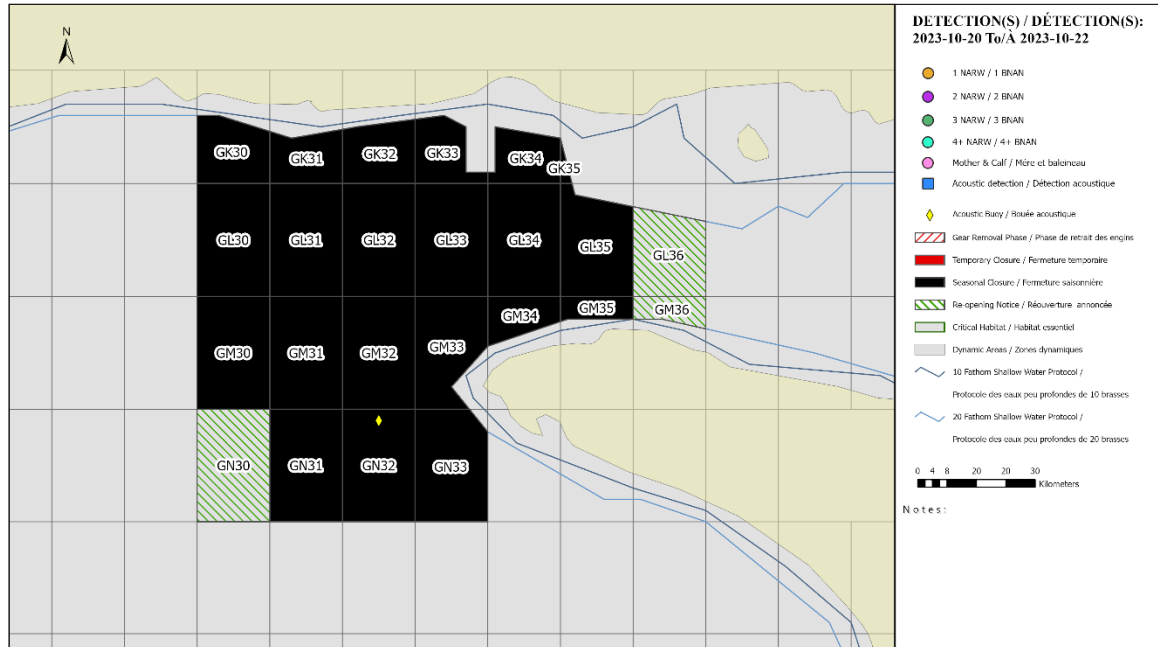 N
GK30 GK31 GK32 GK33 GK34 GK35
GL30 GL31 GL32 GL33 GL34 GL35 GL36
GM30 GM31 GM32 GM33 GM34 GM35 GM36
GN30 GN31 GN32 GN33
DETECTION(S) / DÉTECTION(S):
2023-10-20 To/À 2023-10-22
1 NARW / 1 BNAN
2 NARW / 2 BNAN
3 NARW / 3 BNAN
4+ NARW / 4+ BNAN
Mother & Calf / Mère et baleineau
Acoustic detection / Détection acoustique
Acoustic Buoy / Bouée acoustique
Gear Removal Phase / Phase de retrait des engins
Temporary Closure / Fermeture temporaire
Seasonal Closure / Fermeture saisonnière
Re-opening Notice / Réouverture annoncée
Critical Habitat / Habitat essentiel
Dynamic Areas / Zones dynamiques
10 Fathom Shallow Water Protocol /
Protocole des eaux peu profondes de 10 brasses
20 Fathom Shallow Water Protocol /
Protocole des eaux peu profondes de 20 brasses
0 4 8 20 20 30
Kilometers
Notes: